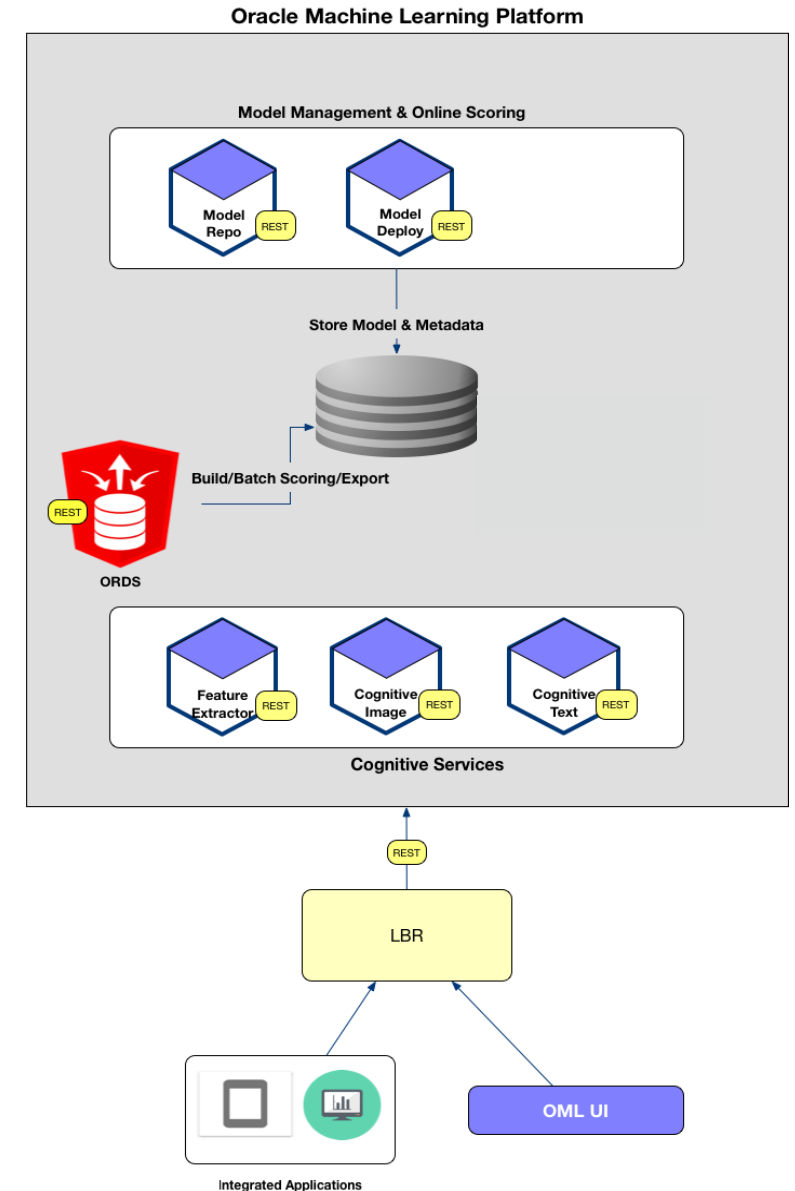 Oracle Machine Learning Platform
Model Management & Online Scoring
Model
Repo
REST
Model
Deploy
REST
Store Model & Metadata
Build/Batch Scoring/Export
REST
ORDS
Feature
Extractor
REST
Cognitive
Image
REST
Cognitive
Text
REST
Cognitive Services
REST
LBR
OML UI
Integrated Applications